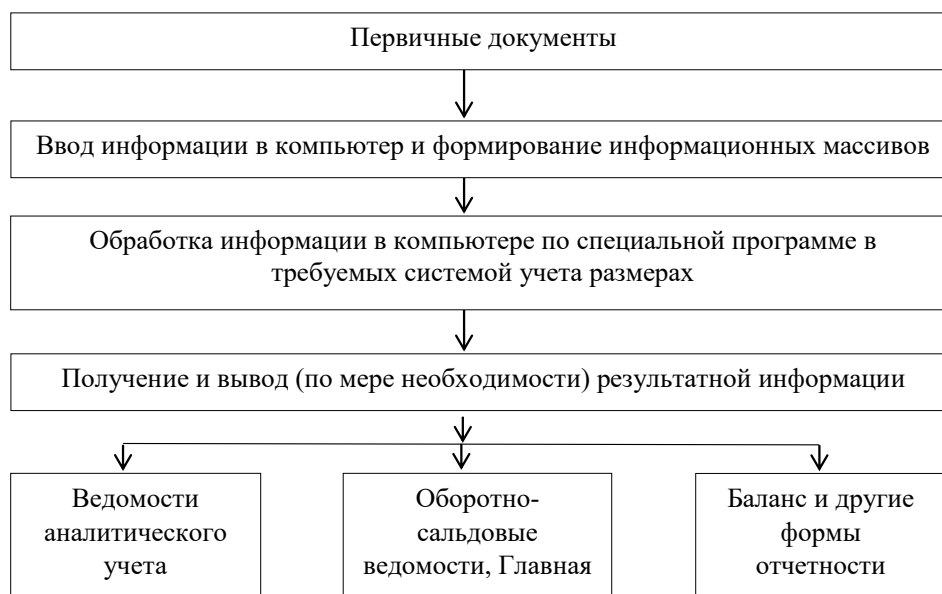 Первичные документы
Ввод информации в компьютер и формирование информационных массивов
Обработка информации в компьютере по специальной программе в
требуемых системой учета размерах
Получение и вывод (по мере необходимости) результатной информации
Ведомости
аналитического
учета
Оборотно-
сальдовые
ведомости, Главная
Баланс и другие
формы
отчетности